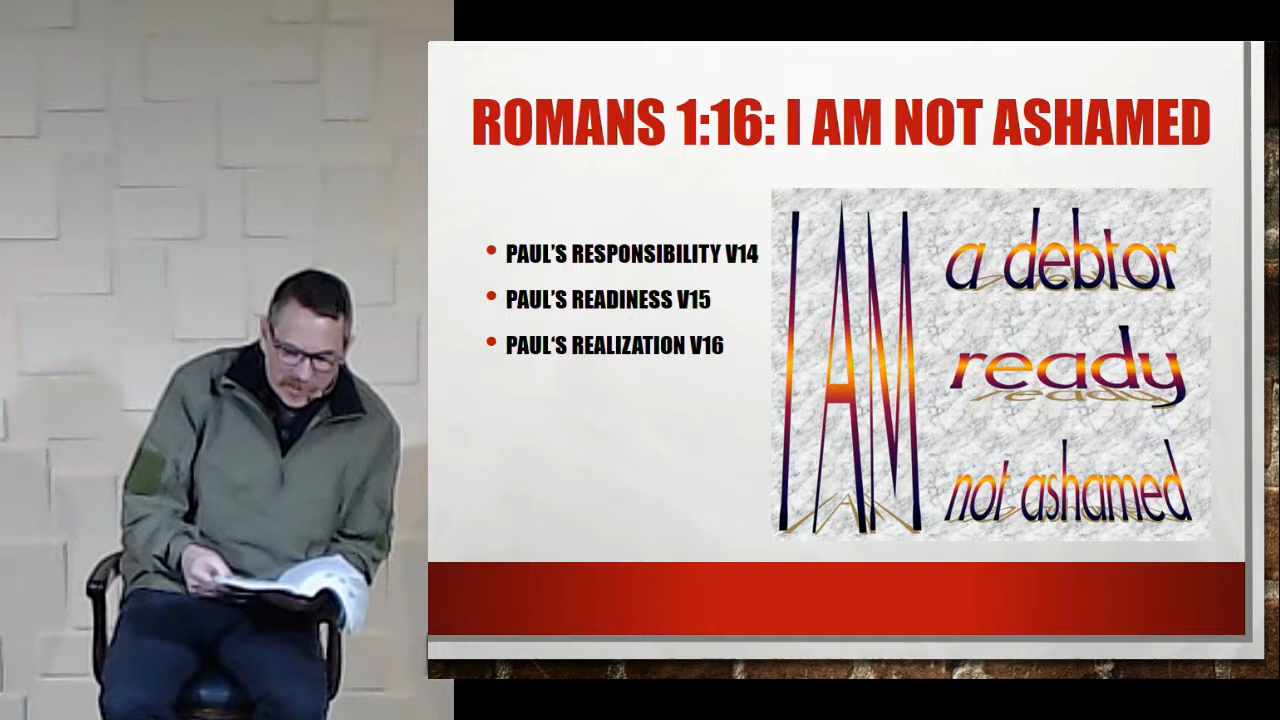 ROMANS 1:16: I AM NOT ASHAMED
• PAUL’S RESPONSIBILITY V14
• PAUL’S READINESS V15
• PAUL‘S REALIZATION V16
I AM
a debtor
ready
not ashamed